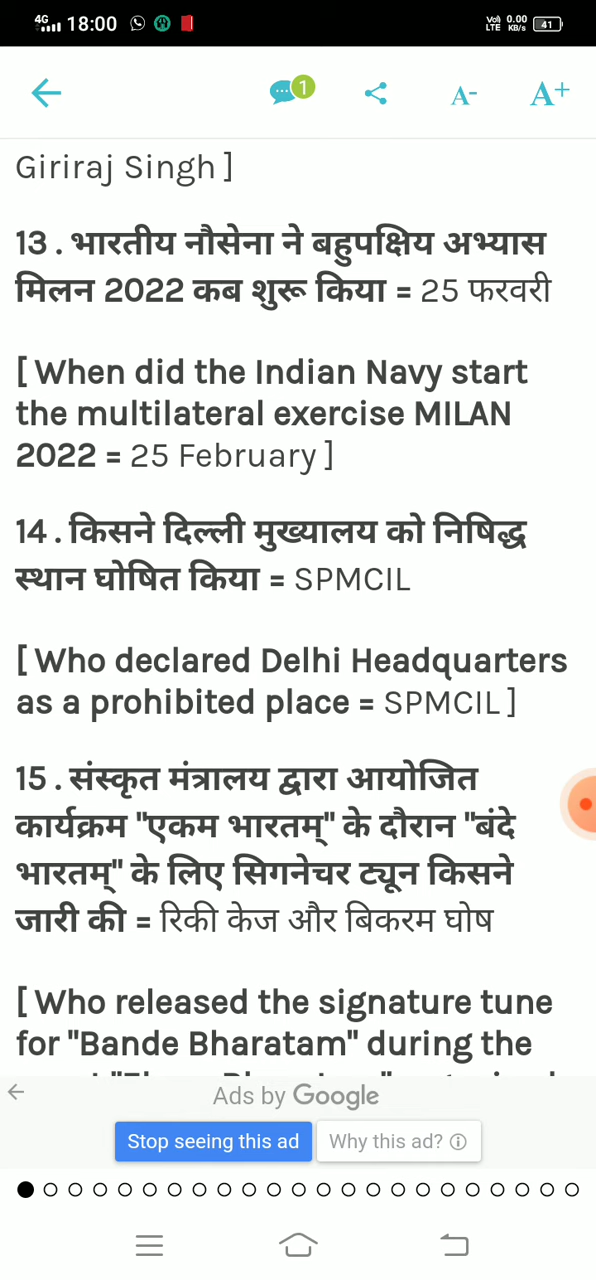 4G 18:00 Vo) LTE 0.00 KB/s 41
1
A- A+
Giriraj Singh ]
13 . भारतीय नौसेना ने बहुपक्षिय अभ्यास
मिलन 2022 कब शुरू किया = 25 फरवरी
[ When did the Indian Navy start
the multilateral exercise MILAN
2022 = 25 February ]
14 . किसने दिल्ली मुख्यालय को निषिद्ध
स्थान घोषित किया = SPMCIL
[ Who declared Delhi Headquarters
as a prohibited place = SPMCIL ]
15 . संस्कृत मंत्रालय द्वारा आयोजित
कार्यक्रम "एकम भारतम्" के दौरान "बंदे
भारतम्" के लिए सिगनेचर ट्यून किसने
जारी की = रिकी केज और बिकरम घोष
[ Who released the signature tune
for "Bande Bharatam" during the
Ads by Google
Stop seeing this ad
Why this ad?